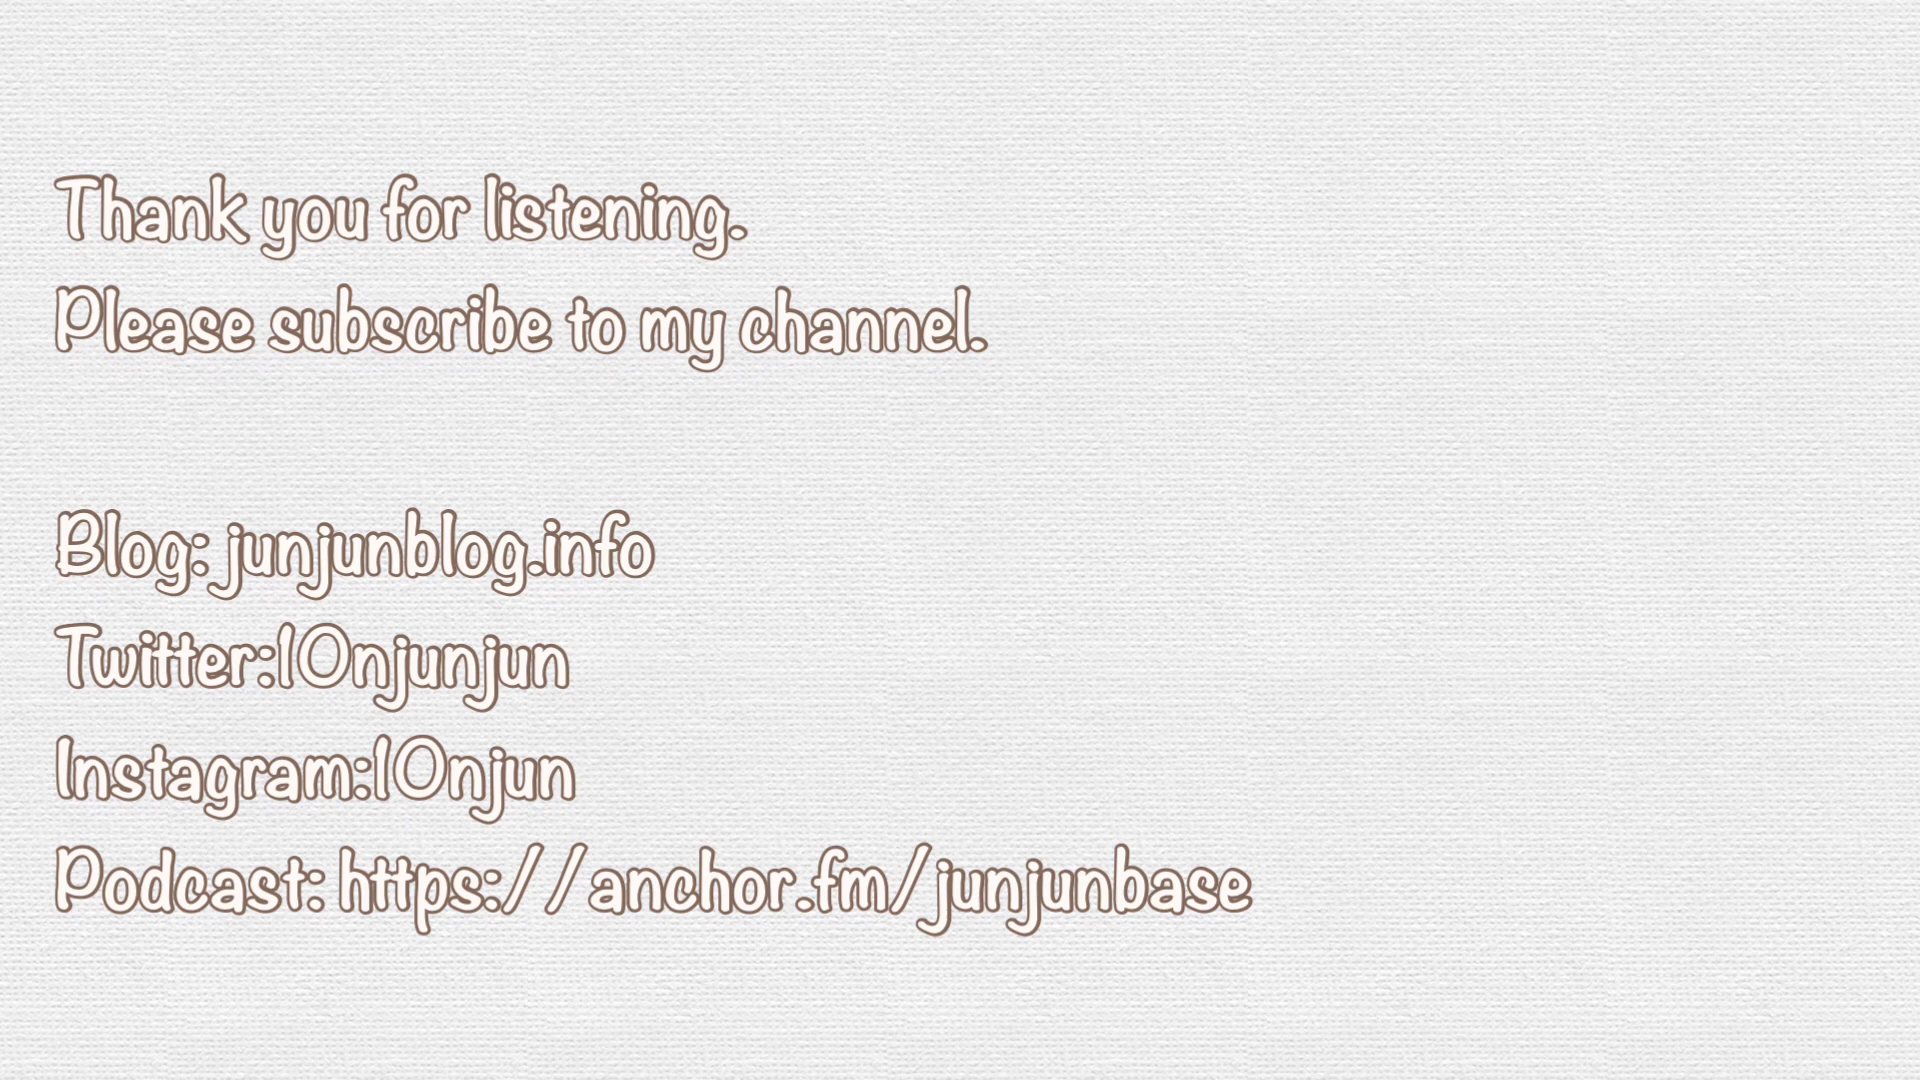 Thank you for listening.
Please subscribe to my channel.
Blog: junjunblog.info
Twitter:10njunjun
Instagram:10njun
Podcast: https://anchor.fm/junjunbase